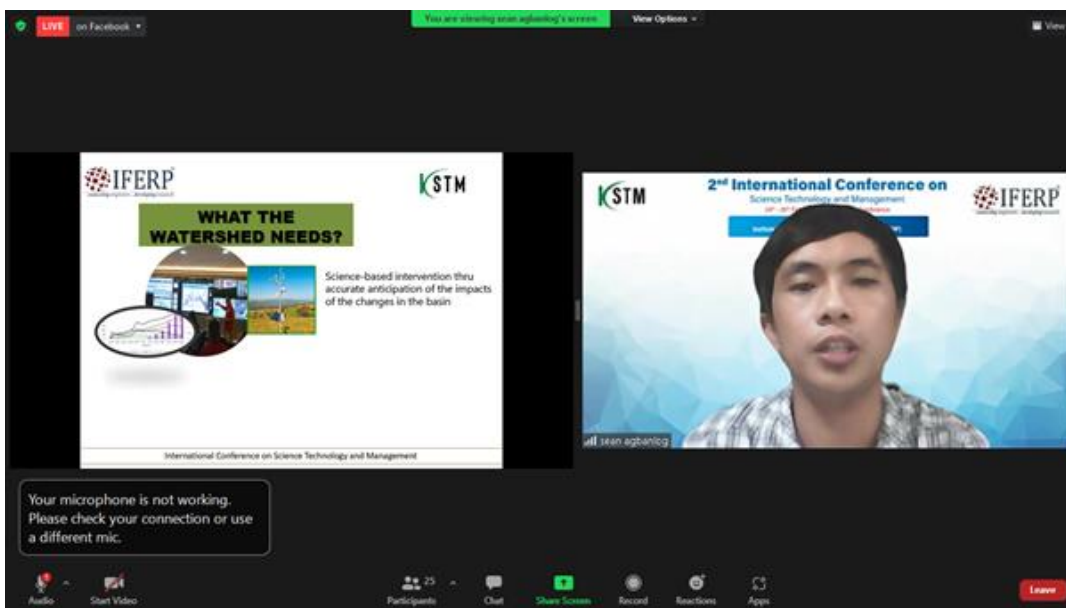 LIVE on Facebook
You are viewing sean agbanlog's screen
View Options
View
IFERP
KSTM
WHAT THE
WATERSHED NEEDS?
Science-based intervention thru
accurate anticipation of the impacts
of the changes in the basin
International Conference on Science Technology and Management
KSTM
2nd International Conference on
Science Technology and Management
IFERP
sean agbanlog
Your microphone is not working.
Please check your connection or use
a different mic.
Audio
Start Video
25
Participants
Chat
Share Screen
Record
Reactions
Apps
Leave